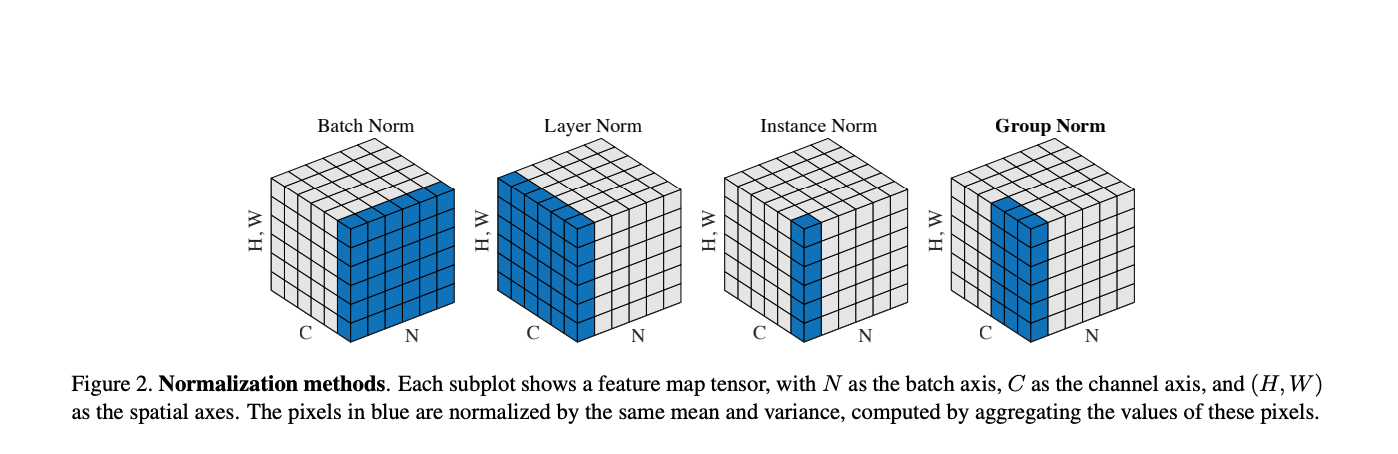 Batch Norm
Layer Norm
Instance Norm
Group Norm
H, W
C
N
H, W
C
N
H, W
C
N
H, W
C
N
Figure 2. Normalization methods. Each subplot shows a feature map tensor, with N as the batch axis, C as the channel axis, and (H, W)
as the spatial axes. The pixels in blue are normalized by the same mean and variance, computed by aggregating the values of these pixels.